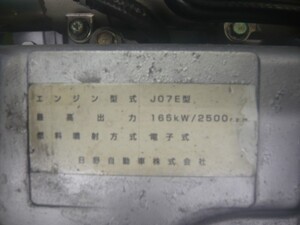 エンジン型式 J07E型
最高出力 165kW/2500rpm
燃料噴射方式 電子式
日野自動車株式会社